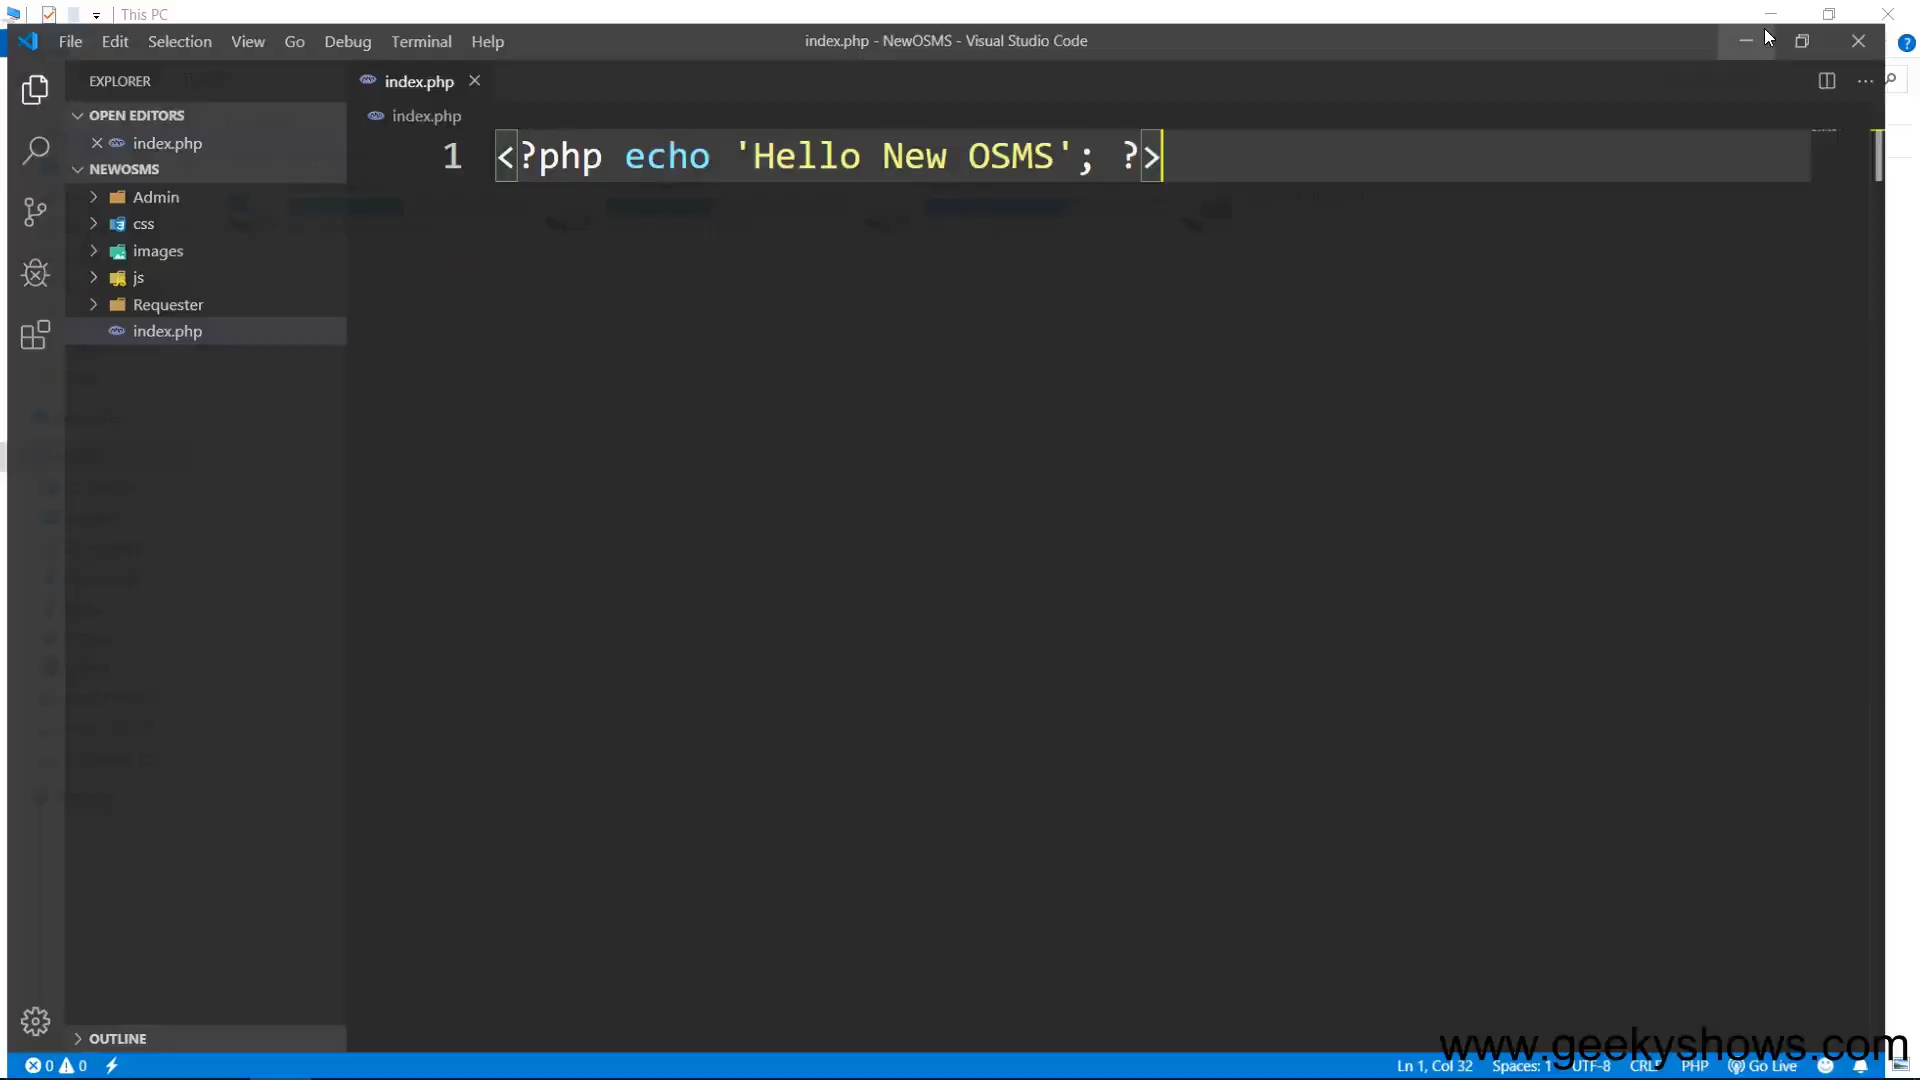 This PC
File Edit Selection View Go Debug Terminal Help
index.php - NewOSMS - Visual Studio Code
EXPLORER
index.php
OPEN EDITORS
index.php
index.php
1 <?php echo 'Hello New OSMS'; ?>
NEWOSMS
Admin
css
images
js
Requester
index.php
OUTLINE
www.geekyshows.com
0 0
Ln 1, Col 32 Spaces: 1 UTF-8 CRLF PHP Go Live